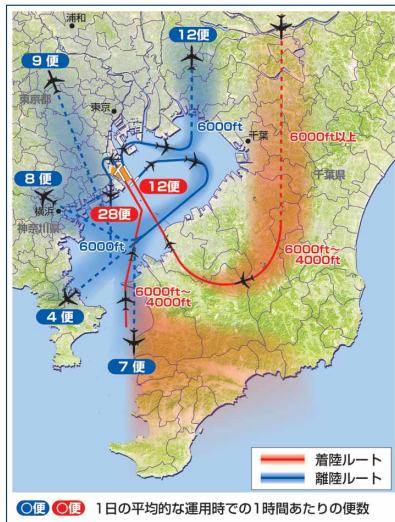 浦和
9便
12便
東京都
東京
6000ft
千葉
6000ft以上
千葉県
8便
横浜
神奈川県
28便
12便
6000ft
6000ft～
4000ft
6000ft～
4000ft
4便
7便
着陸ルート
離陸ルート
○便 ○便 1日の平均的な運用時での1時間あたりの便数